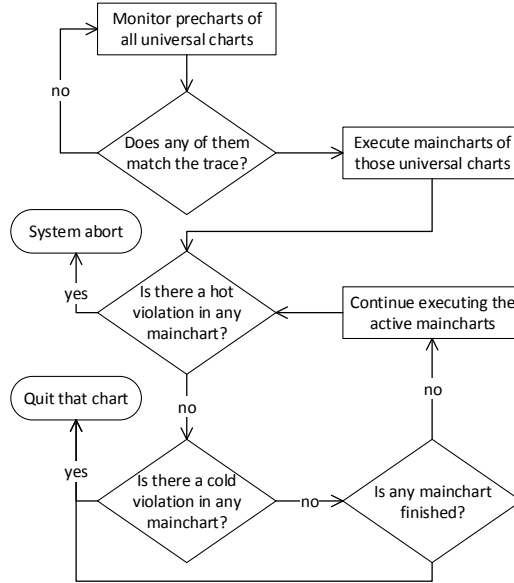 Monitor precharts of
all universal charts
no
Does any of them
match the trace?
Execute maincharts of
those universal charts
System abort
yes
Is there a hot
violation in any
mainchart?
Continue executing the
active maincharts
no
Quit that chart
no
yes
Is there a cold
violation in any
mainchart?
no
Is any mainchart
finished?